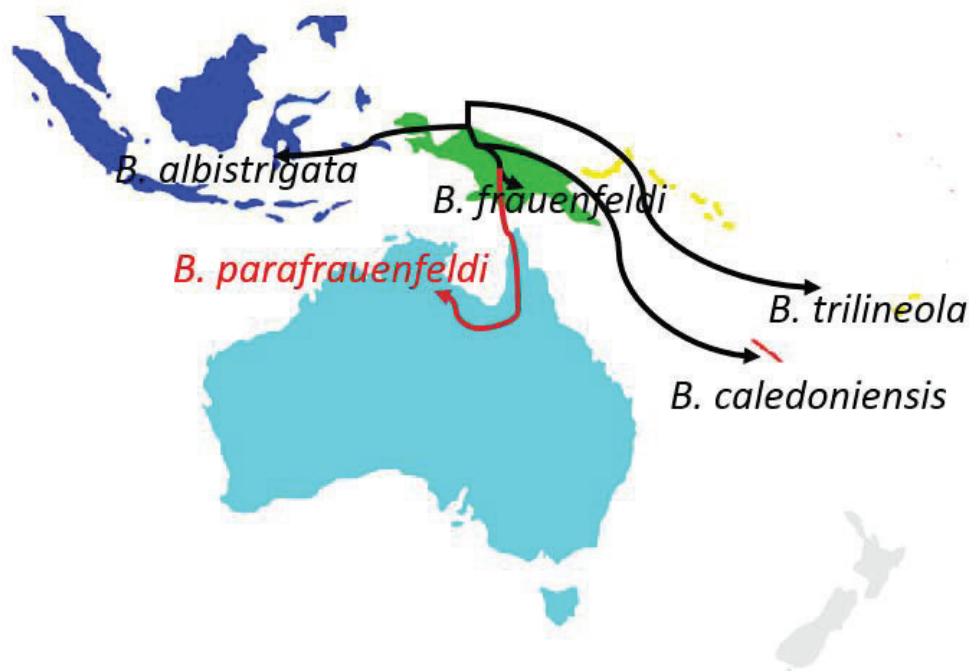 B. albistrigata
B. frauenfeldi
B. parafrauenfeldi
B. trilineola
B. caledoniensis